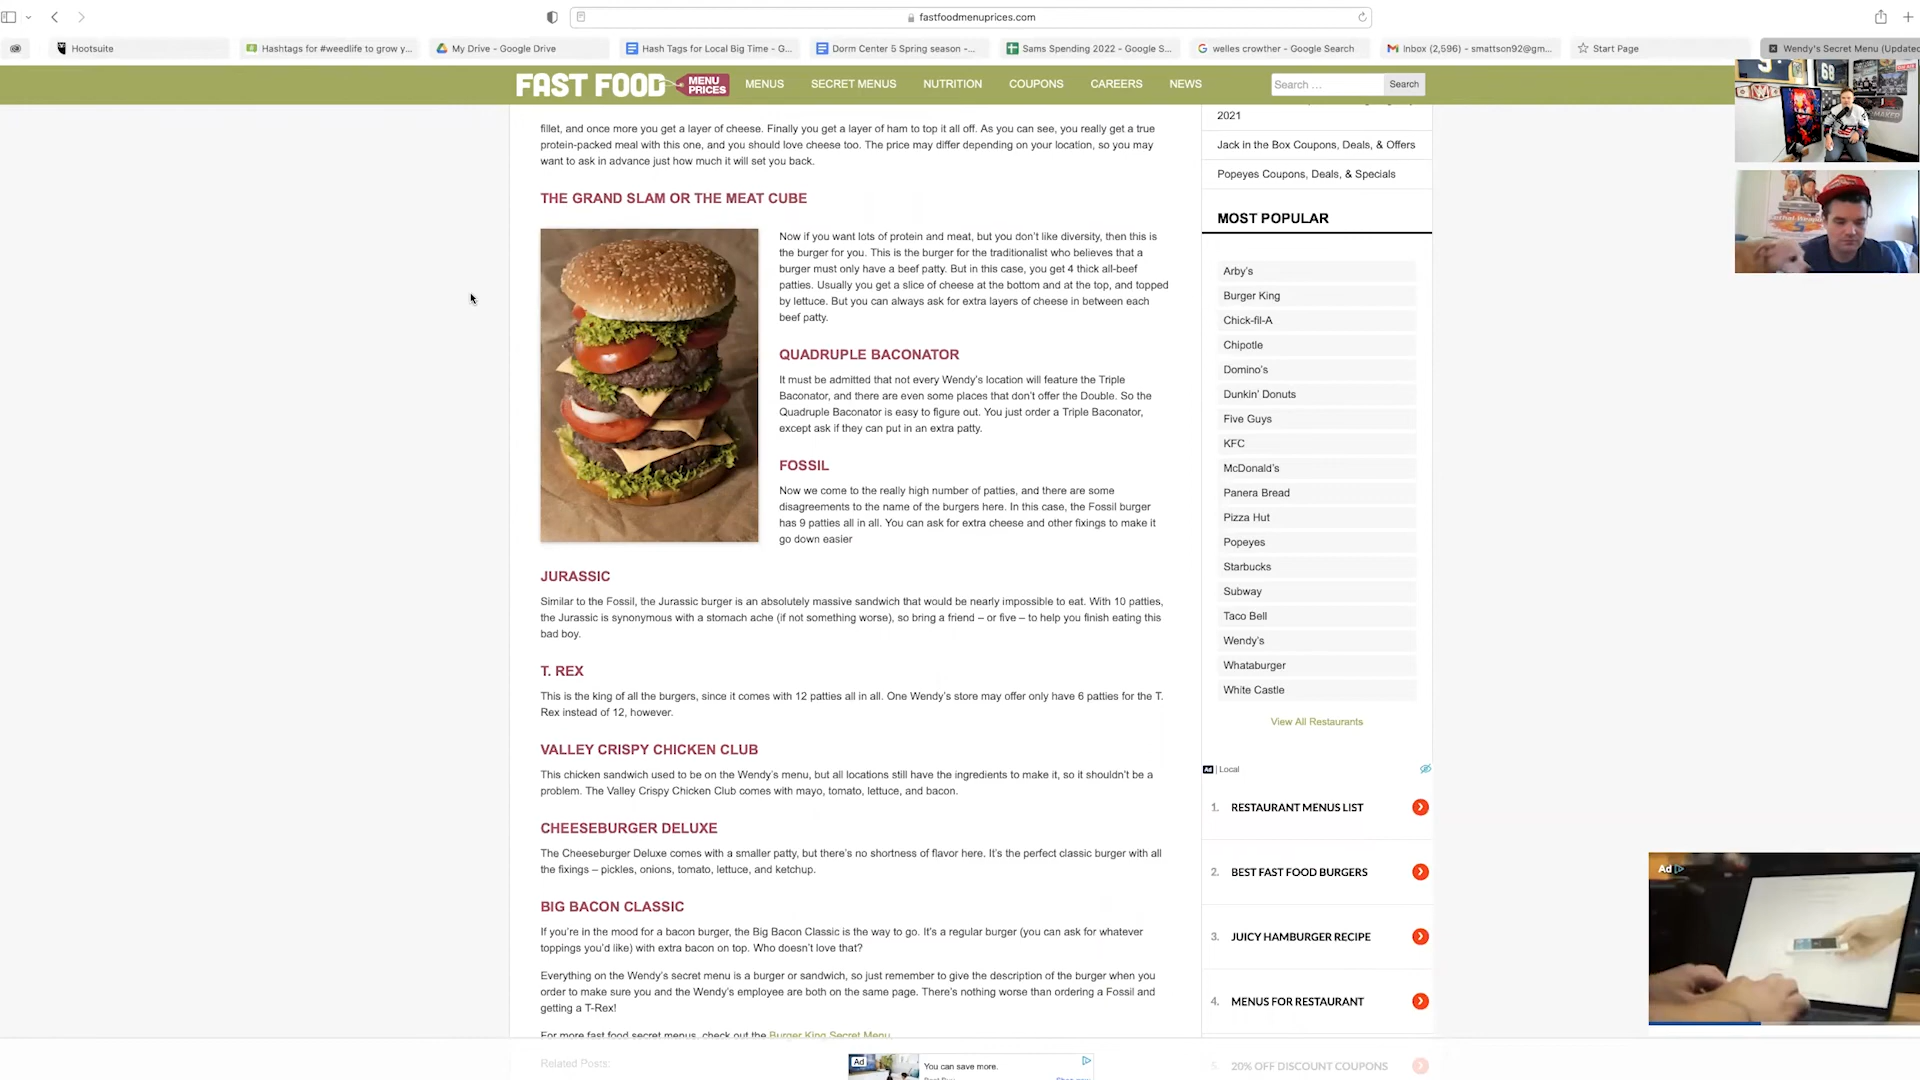 fastfoodmenuprices.com
Hootsuite
Hashtags for #weedlife to grow y...
My Drive - Google Drive
Hash Tags for Local Big Time - G...
Dorm Center 5 Spring season -...
Sams Spending 2022 - Google S...
welles crowther - Google Search
Inbox (2,596) - smattson92@gm...
Start Page
Wendy's Secret Menu (Updated
FAST FOOD MENU PRICES
MENUS
SECRET MENUS
NUTRITION
COUPONS
CAREERS
NEWS
Search ...
Search
fillet, and once more you get a layer of cheese. Finally you get a layer of ham to top it all off. As you can see, you really get a true
protein-packed meal with this one, and you should love cheese too. The price may differ depending on your location, so you may
want to ask in advance just how much it will set you back.
THE GRAND SLAM OR THE MEAT CUBE
Now if you want lots of protein and meat, but you don't like diversity, then this is
the burger for you. This is the burger for the traditionalist who believes that a
burger must only have a beef patty. But in this case, you get 4 thick all-beef
patties. Usually you get a slice of cheese at the bottom and at the top, and topped
by lettuce. But you can always ask for extra layers of cheese in between each
beef patty.
QUADRUPLE BACONATOR
It must be admitted that not every Wendy's location will feature the Triple
Baconator, and there are even some places that don't offer the Double. So the
Quadruple Baconator is easy to figure out. You just order a Triple Baconator,
except ask if they can put in an extra patty.
FOSSIL
Now we come to the really high number of patties, and there are some
disagreements to the name of the burgers here. In this case, the Fossil burger
has 9 patties all in all. You can ask for extra cheese and other fixings to make it
go down easier
JURASSIC
Similar to the Fossil, the Jurassic burger is an absolutely massive sandwich that would be nearly impossible to eat. With 10 patties,
the Jurassic is synonymous with a stomach ache (if not something worse), so bring a friend – or five – to help you finish eating this
bad boy.
T. REX
This is the king of all the burgers, since it comes with 12 patties all in all. One Wendy's store may offer only have 6 patties for the T.
Rex instead of 12, however.
VALLEY CRISPY CHICKEN CLUB
This chicken sandwich used to be on the Wendy's menu, but all locations still have the ingredients to make it, so it shouldn't be a
problem. The Valley Crispy Chicken Club comes with mayo, tomato, lettuce, and bacon.
CHEESEBURGER DELUXE
The Cheeseburger Deluxe comes with a smaller patty, but there's no shortness of flavor here. It's the perfect classic burger with all
the fixings – pickles, onions, tomato, lettuce, and ketchup.
BIG BACON CLASSIC
If you're in the mood for a bacon burger, the Big Bacon Classic is the way to go. It's a regular burger (you can ask for whatever
toppings you'd like) with extra bacon on top. Who doesn't love that?
Everything on the Wendy's secret menu is a burger or sandwich, so just remember to give the description of the burger when you
order to make sure you and the Wendy's employee are both on the same page. There's nothing worse than ordering a Fossil and
getting a T-Rex!
For more fast food secret menus, check out the Burger King Secret Menu.
Related Posts:
2021
Jack in the Box Coupons, Deals, & Offers
Popeyes Coupons, Deals, & Specials
MOST POPULAR
Arby's
Burger King
Chick-fil-A
Chipotle
Domino's
Dunkin' Donuts
Five Guys
KFC
McDonald's
Panera Bread
Pizza Hut
Popeyes
Starbucks
Subway
Taco Bell
Wendy's
Whataburger
White Castle
View All Restaurants
Ad | Local
1. RESTAURANT MENUS LIST
2. BEST FAST FOOD BURGERS
3. JUICY HAMBURGER RECIPE
4. MENUS FOR RESTAURANT
5. 20% OFF DISCOUNT COUPONS
Ad
Ad
You can save more.
Best Buy